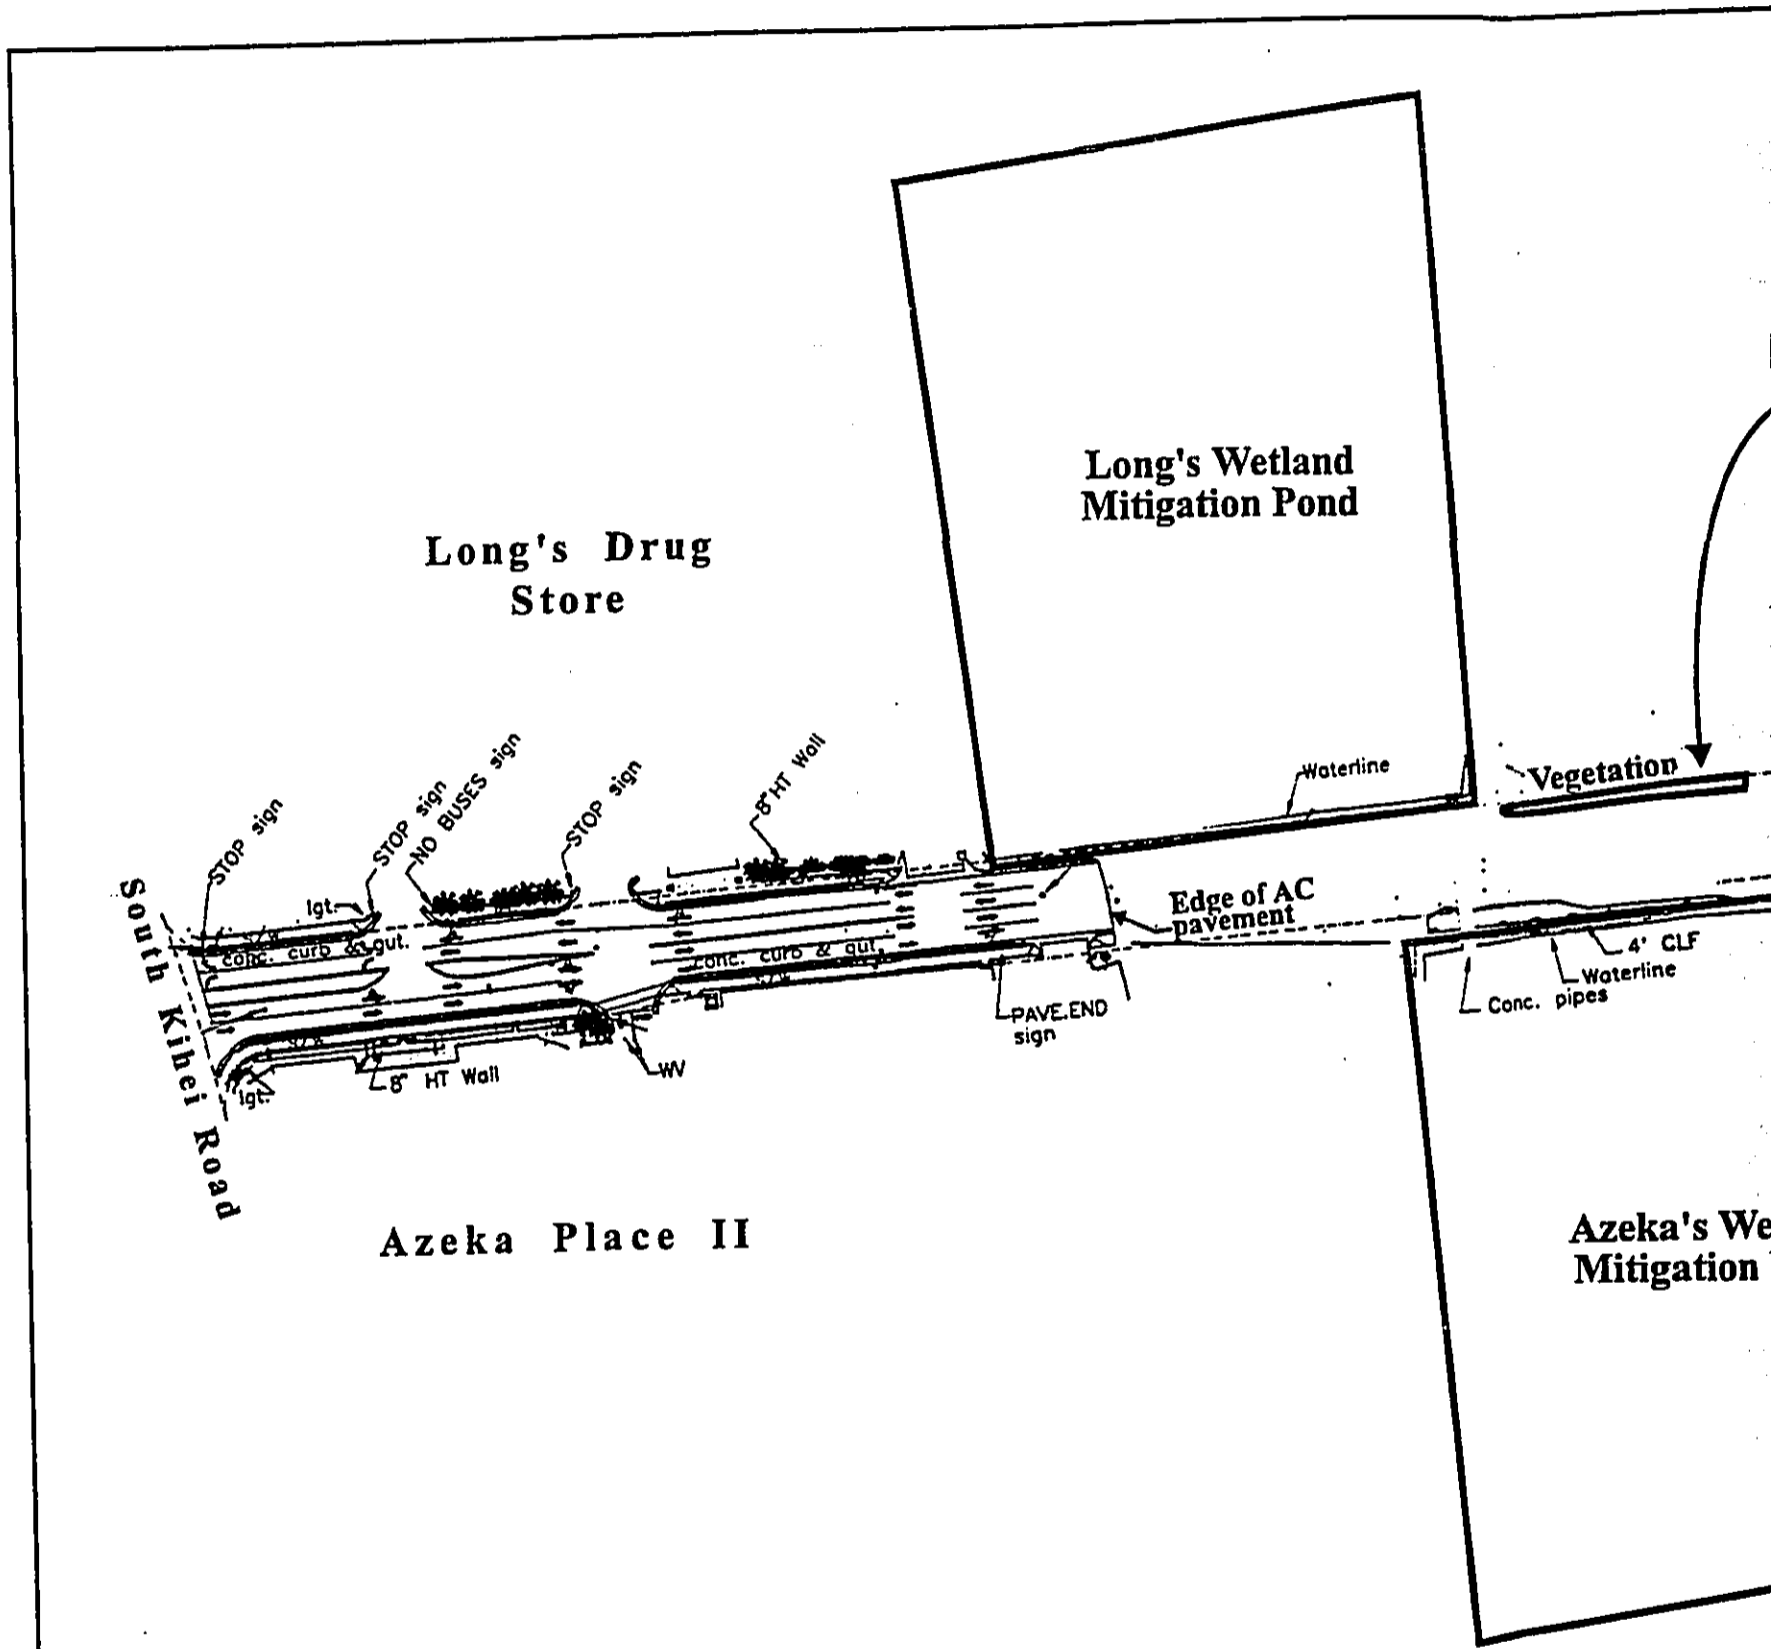 Long's Wetland
Mitigation Pond
Long's Drug
Store
STOP sign
STOP sign
NO BUSES sign
STOP sign
8" HT Wall
Waterline
Vegetation
lgt.
conc. curb & gut.
conc. curb & gut.
Edge of AC
pavement
4' CLF
Waterline
Conc. pipes
PAVE.END
sign
WV
8" HT Wall
lgt.
South Kihei Road
Azeka Place II
Azeka's We
Mitigation